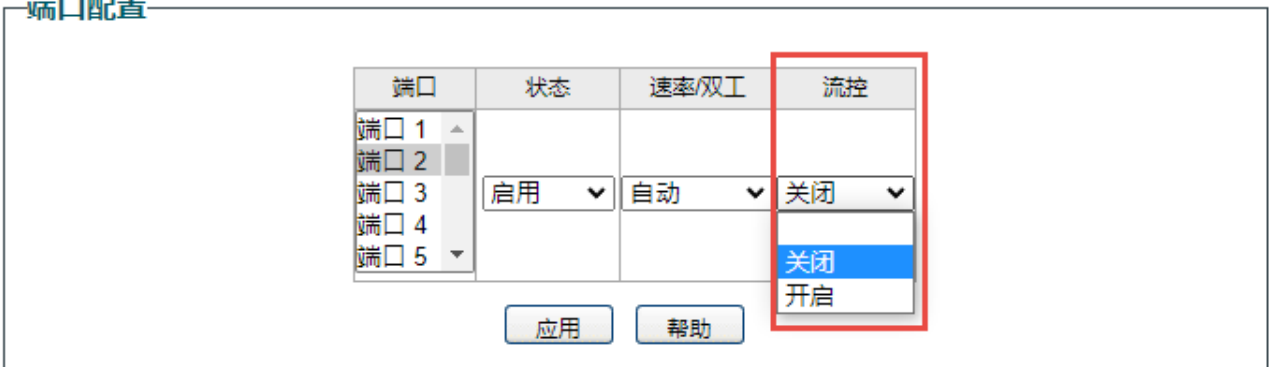 端口配置
端口 状态 速率/双工 流控
端口 1
端口 2
端口 3 启用 自动 关闭
端口 4
端口 5 关闭
开启
应用 帮助